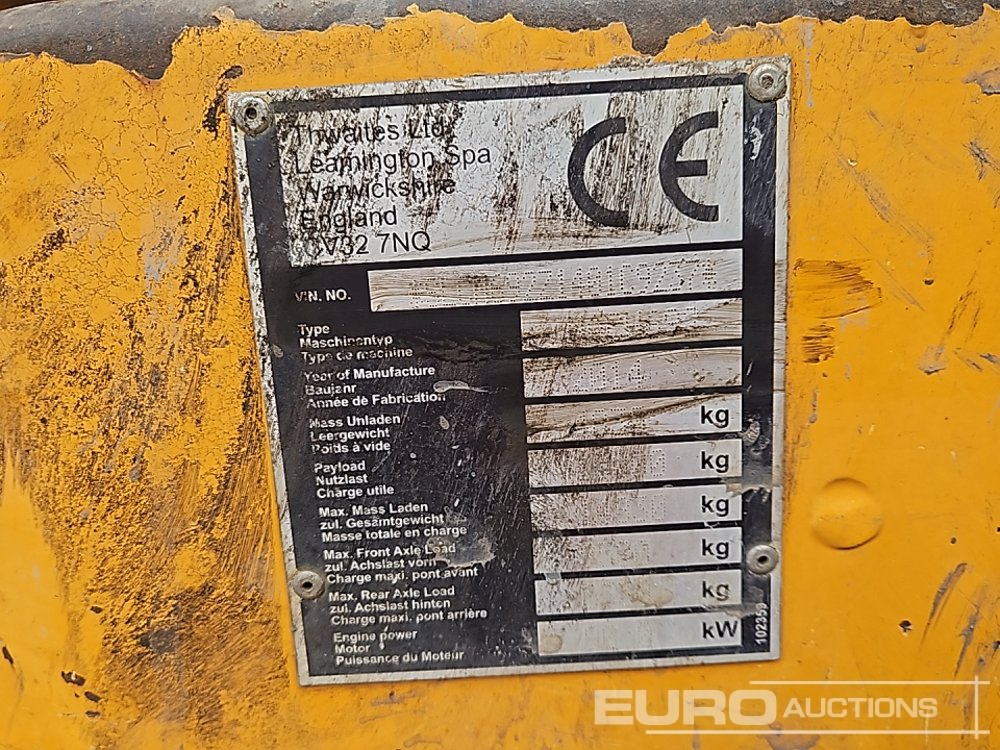 Thwaites Ltd
Leamington Spa
Warwickshire
England
CV32 7NQ
CE
VIN. NO.
Type
Maschinentyp
Type de machine
Year of Manufacture
Baujahr
Année de Fabrication
2014
Mass Unladen
Leergewicht
Poids à vide
kg
Payload
Nutzlast
Charge utile
kg
Max. Mass Laden
zul. Gesamtgewicht
Masse totale en charge
kg
Max. Front Axle Load
zul. Achslast vorn
Charge maxi. pont avant
kg
Max. Rear Axle Load
zul. Achslast hinten
Charge maxi. pont arrière
kg
Engine power
Motor
Puissance du Moteur
kW
EURO AUCTIONS